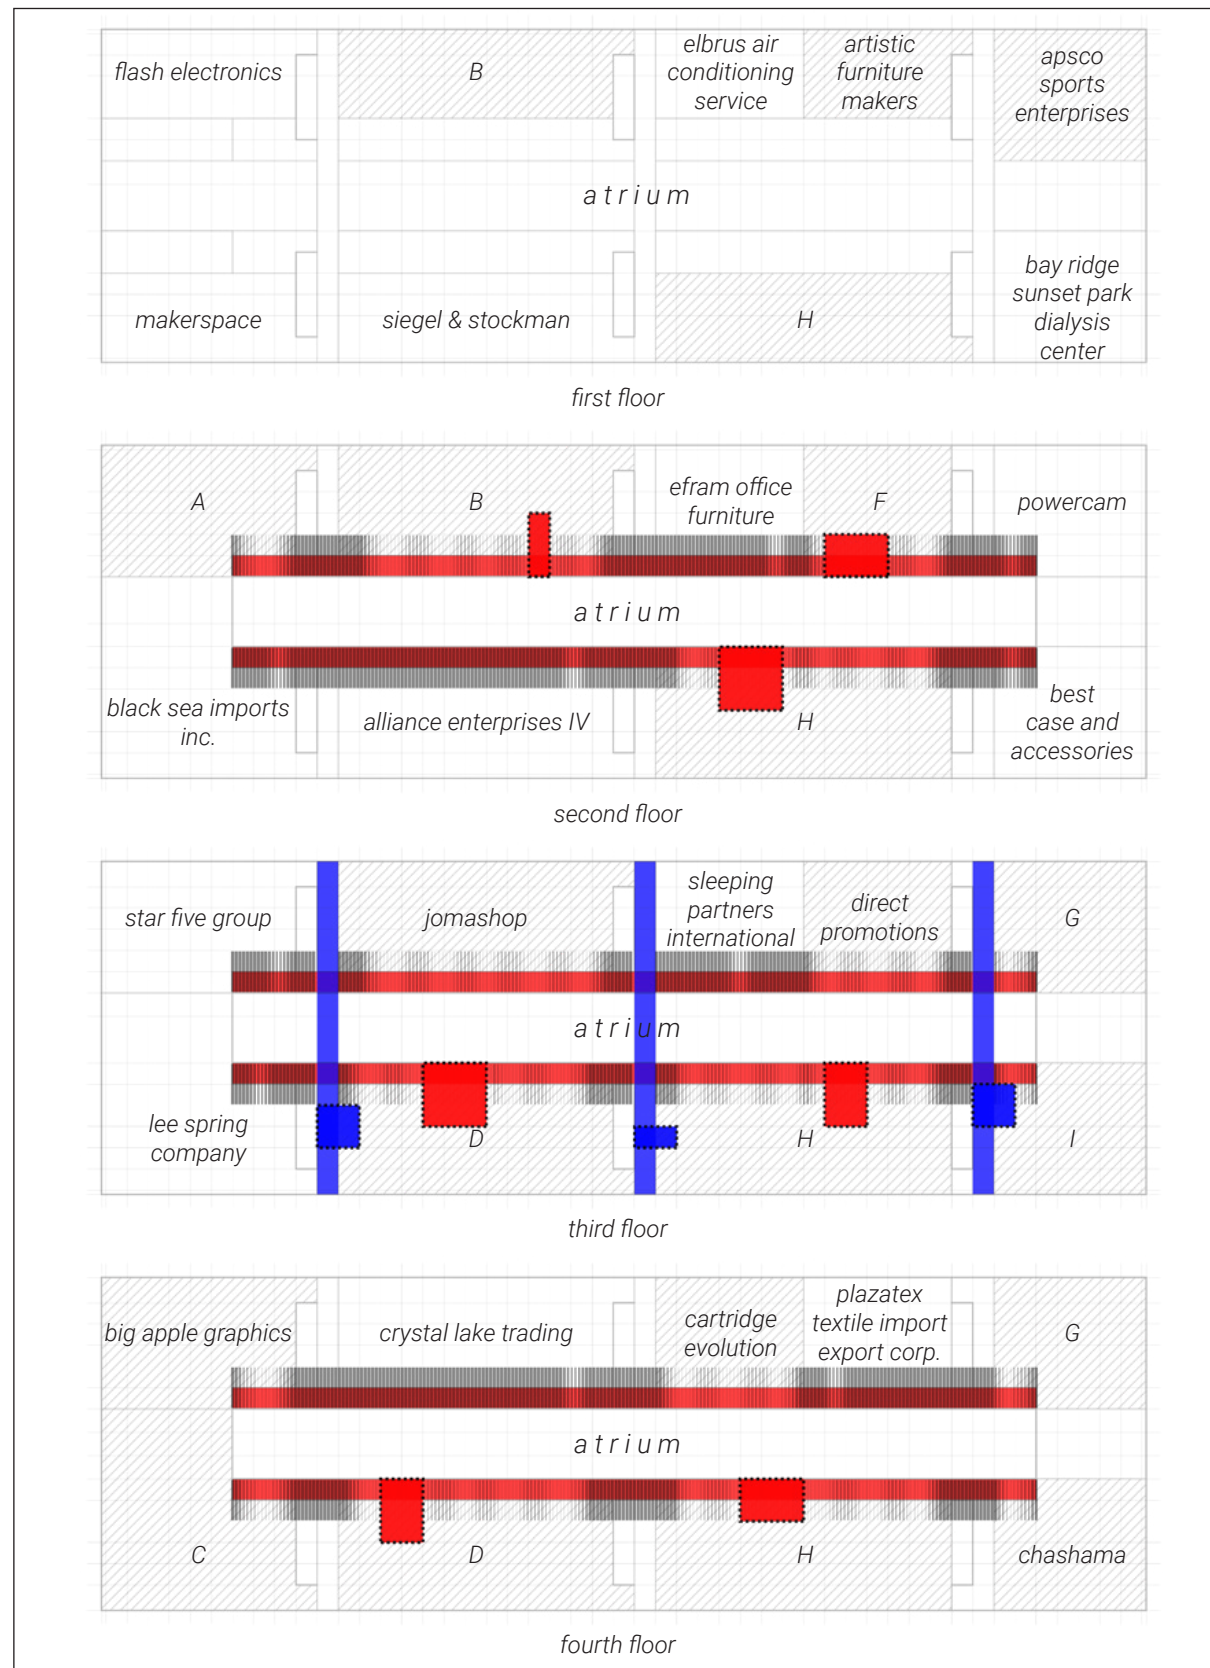 flash electronics
B
elbrus air
conditioning
service
artistic
furniture
makers
apsco
sports
enterprises
atrium
makerspace
siegel & stockman
H
bay ridge
sunset park
dialysis
center
first floor
A
B
efram office
furniture
F
powercam
atrium
black sea imports
inc.
alliance enterprises IV
H
best
case and
accessories
second floor
star five group
jomashop
sleeping
partners
international
direct
promotions
G
atrium
lee spring
company
D
H
I
third floor
big apple graphics
crystal lake trading
cartridge
evolution
plazatex
textile import
export corp.
G
atrium
C
D
H
chashama
fourth floor